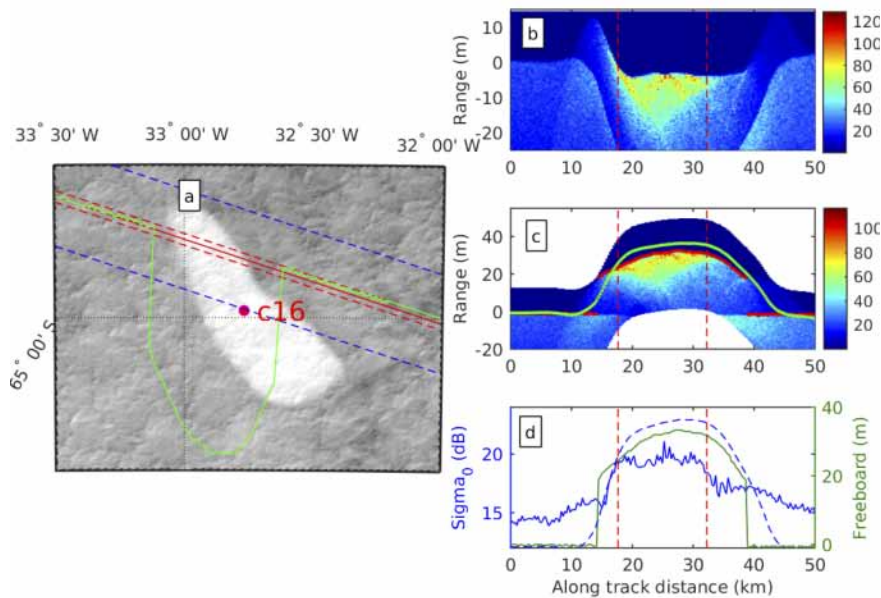 33° 30' W
33° 00' W
32° 30' W
32° 00' W
65° 00' S
a
c16
b
Range (m)
10
0
-10
-20
0 10 20 30 40 50
120
100
80
60
40
20
c
Range (m)
40
20
0
-20
0 10 20 30 40 50
100
80
60
40
20
d
Sigma0 (dB)
20
15
Freeboard (m)
40
20
0
0 10 20 30 40 50
Along track distance (km)